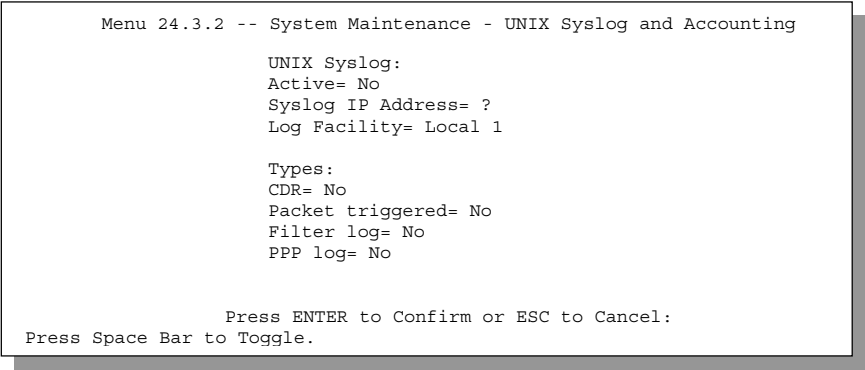 Menu 24.3.2 -- System Maintenance - UNIX Syslog and Accounting
UNIX Syslog:
Active= No
Syslog IP Address= ?
Log Facility= Local 1
Types:
CDR= No
Packet triggered= No
Filter log= No
PPP log= No
Press ENTER to Confirm or ESC to Cancel:
Press Space Bar to Toggle.